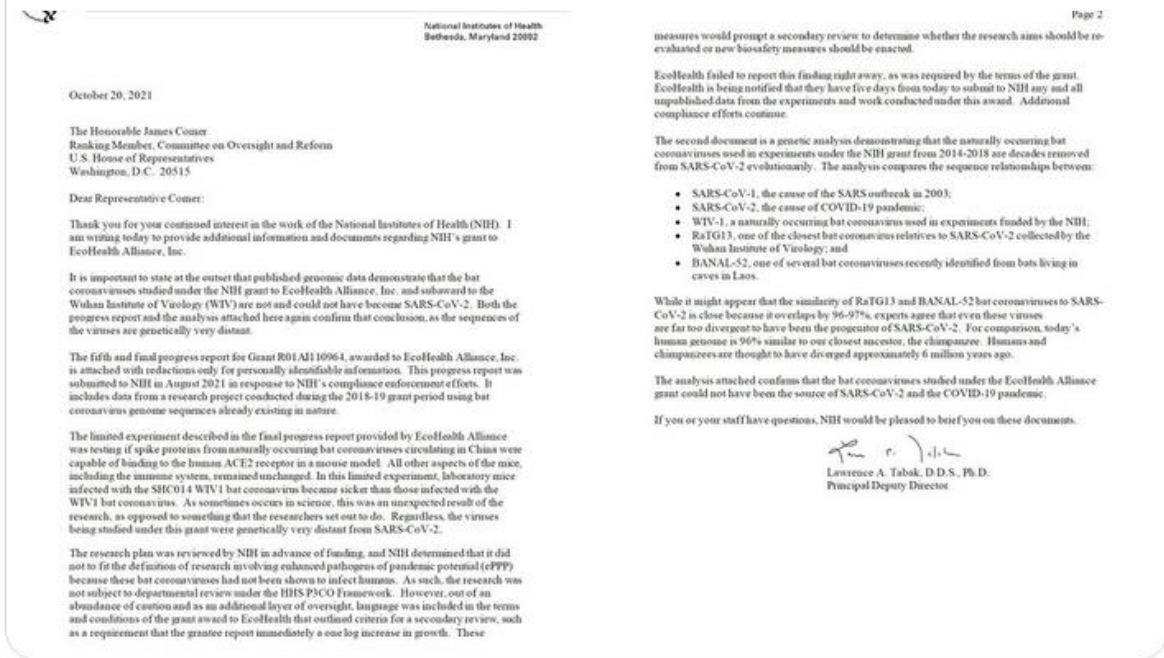 National Institutes of Health
Bethesda, Maryland 20892
October 20, 2021
The Honorable James Comer
Ranking Member, Committee on Oversight and Reform
U.S. House of Representatives
Washington, D.C. 20515
Dear Representative Comer:
Thank you for your continued interest in the work of the National Institutes of Health (NIH). I
am writing today to provide additional information and documents regarding NIH's grant to
EcoHealth Alliance, Inc.
It is important to state at the outset that published genomic data demonstrate that the bat
coronaviruses studied under the NIH grant to EcoHealth Alliance, Inc. and subaward to the
Wuhan Institute of Virology (WIV) are not and could not have become SARS-CoV-2. Both the
progress report and the analysis attached here again confirm that conclusion, as the sequences of
the viruses are genetically very distant.
The fifth and final progress report for Grant R01AI110964, awarded to EcoHealth Alliance, Inc.
is attached with redactions only for personally identifiable information. This progress report was
submitted to NIH in August 2021 in response to NIH's compliance enforcement efforts. It
includes data from a research project conducted during the 2018-19 grant period using bat
coronavirus genome sequences already existing in nature.
The limited experiment described in the final progress report provided by EcoHealth Alliance
was testing if spike proteins from naturally occurring bat coronaviruses circulating in China were
capable of binding to the human ACE2 receptor in a mouse model. All other aspects of the mice,
including the immune system, remained unchanged. In this limited experiment, laboratory mice
infected with the SHC014 WIV1 bat coronavirus became sicker than those infected with the
WIV1 bat coronavirus. As sometimes occurs in science, this was an unexpected result of the
research, as opposed to something that the researchers set out to do. Regardless, the viruses
being studied under this grant were genetically very distant from SARS-CoV-2.
The research plan was reviewed by NIH in advance of funding, and NIH determined that it did
not to fit the definition of research involving enhanced pathogens of pandemic potential (ePPP)
because these bat coronaviruses had not been shown to infect humans. As such, the research was
not subject to departmental review under the HHS P3CO Framework. However, out of an
abundance of caution and as an additional layer of oversight, language was included in the terms
and conditions of the grant award to EcoHealth that outlined criteria for a secondary review, such
as a requirement that the grantee report immediately a one log increase in growth. These
Page 2
measures would prompt a secondary review to determine whether the research aims should be re-
evaluated or new biosafety measures should be enacted.
EcoHealth failed to report this finding right away, as was required by the terms of the grant.
EcoHealth is being notified that they have five days from today to submit to NIH any and all
unpublished data from the experiments and work conducted under this award. Additional
compliance efforts continue.
The second document is a genetic analysis demonstrating that the naturally occurring bat
coronaviruses used in experiments under the NIH grant from 2014-2018 are decades removed
from SARS-CoV-2 evolutionarily. The analysis compares the sequence relationships between:
• SARS-CoV-1, the cause of the SARS outbreak in 2003;
• SARS-CoV-2, the cause of COVID-19 pandemic;
• WIV-1, a naturally occurring bat coronavirus used in experiments funded by the NIH;
• RaTG13, one of the closest bat coronavirus relatives to SARS-CoV-2 collected by the
Wuhan Institute of Virology; and
• BANAL-52, one of several bat coronaviruses recently identified from bats living in
caves in Laos.
While it might appear that the similarity of RaTG13 and BANAL-52 bat coronaviruses to SARS-
CoV-2 is close because it overlaps by 96-97%, experts agree that even these viruses
are far too divergent to have been the progenitor of SARS-CoV-2. For comparison, today's
human genome is 96% similar to our closest ancestor, the chimpanzee. Humans and
chimpanzees are thought to have diverged approximately 6 million years ago.
The analysis attached confirms that the bat coronaviruses studied under the EcoHealth Alliance
grant could not have been the source of SARS-CoV-2 and the COVID-19 pandemic.
If you or your staff have questions, NIH would be pleased to brief you on these documents.
Lawrence A. Tabak, D.D.S., Ph.D.
Principal Deputy Director